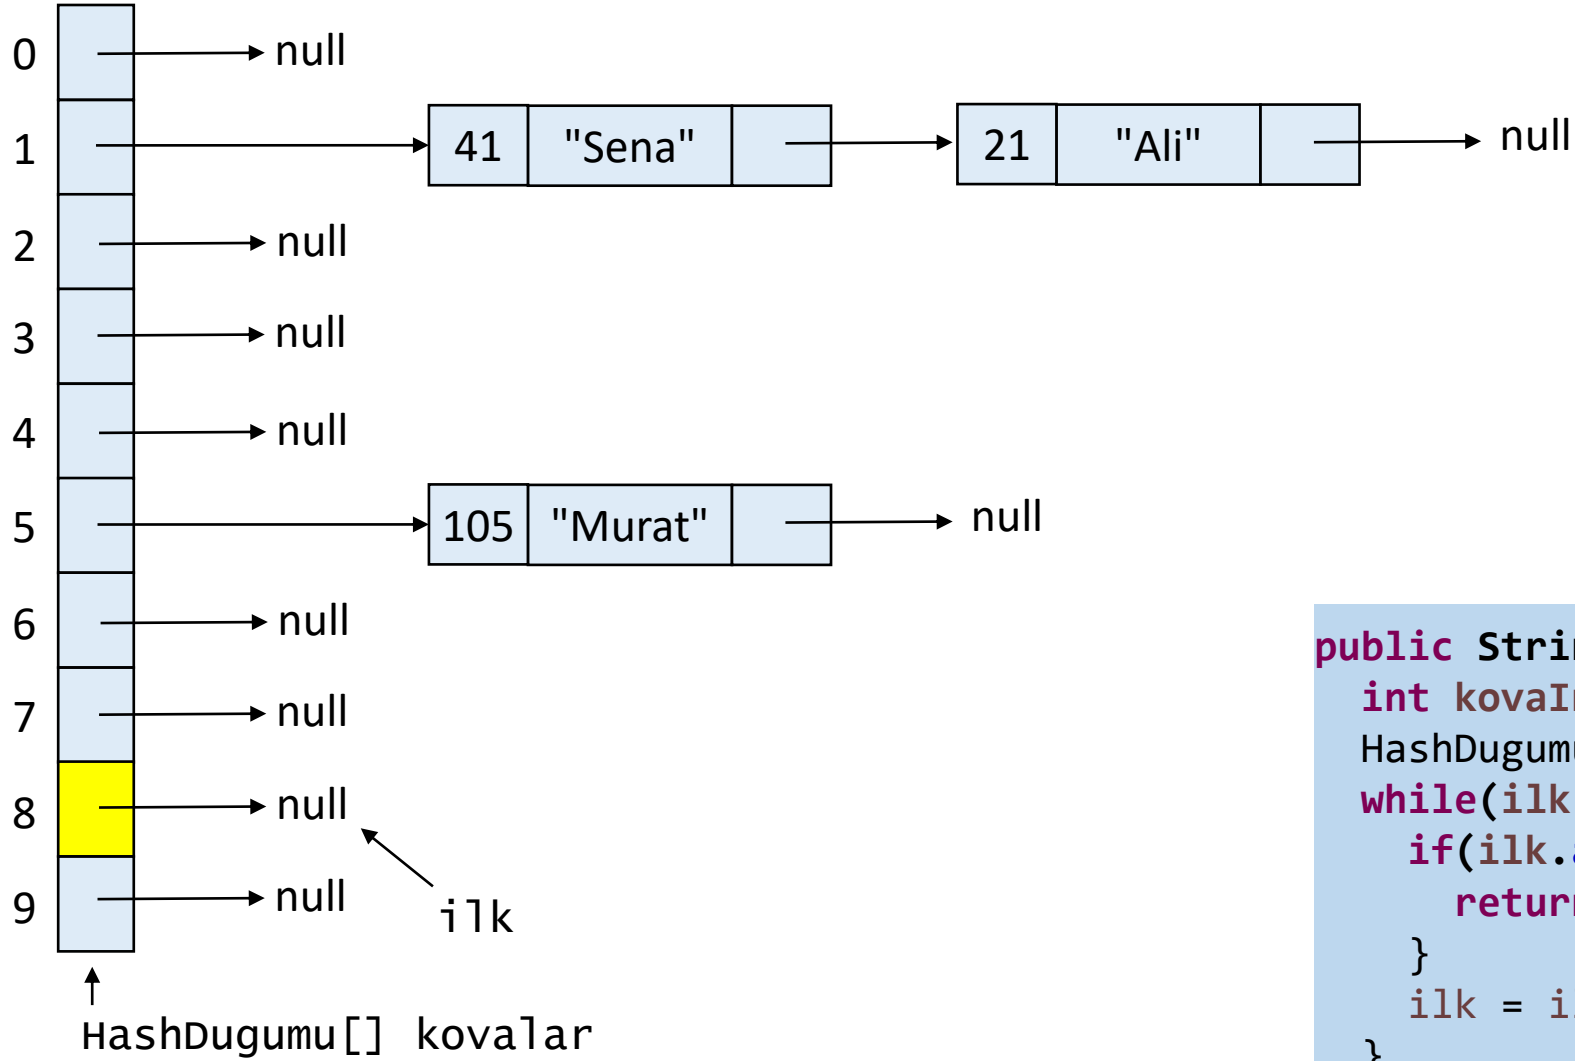 0 null
1 41 "Sena" 21 "Ali" null
2 null
3 null
4 null
5 105 "Murat" null
6 null
7 null
8 null
9 null
ilk
HashDugumu[] kovalar
public
int
while(ilk
if(ilk.
}
ilk =
}